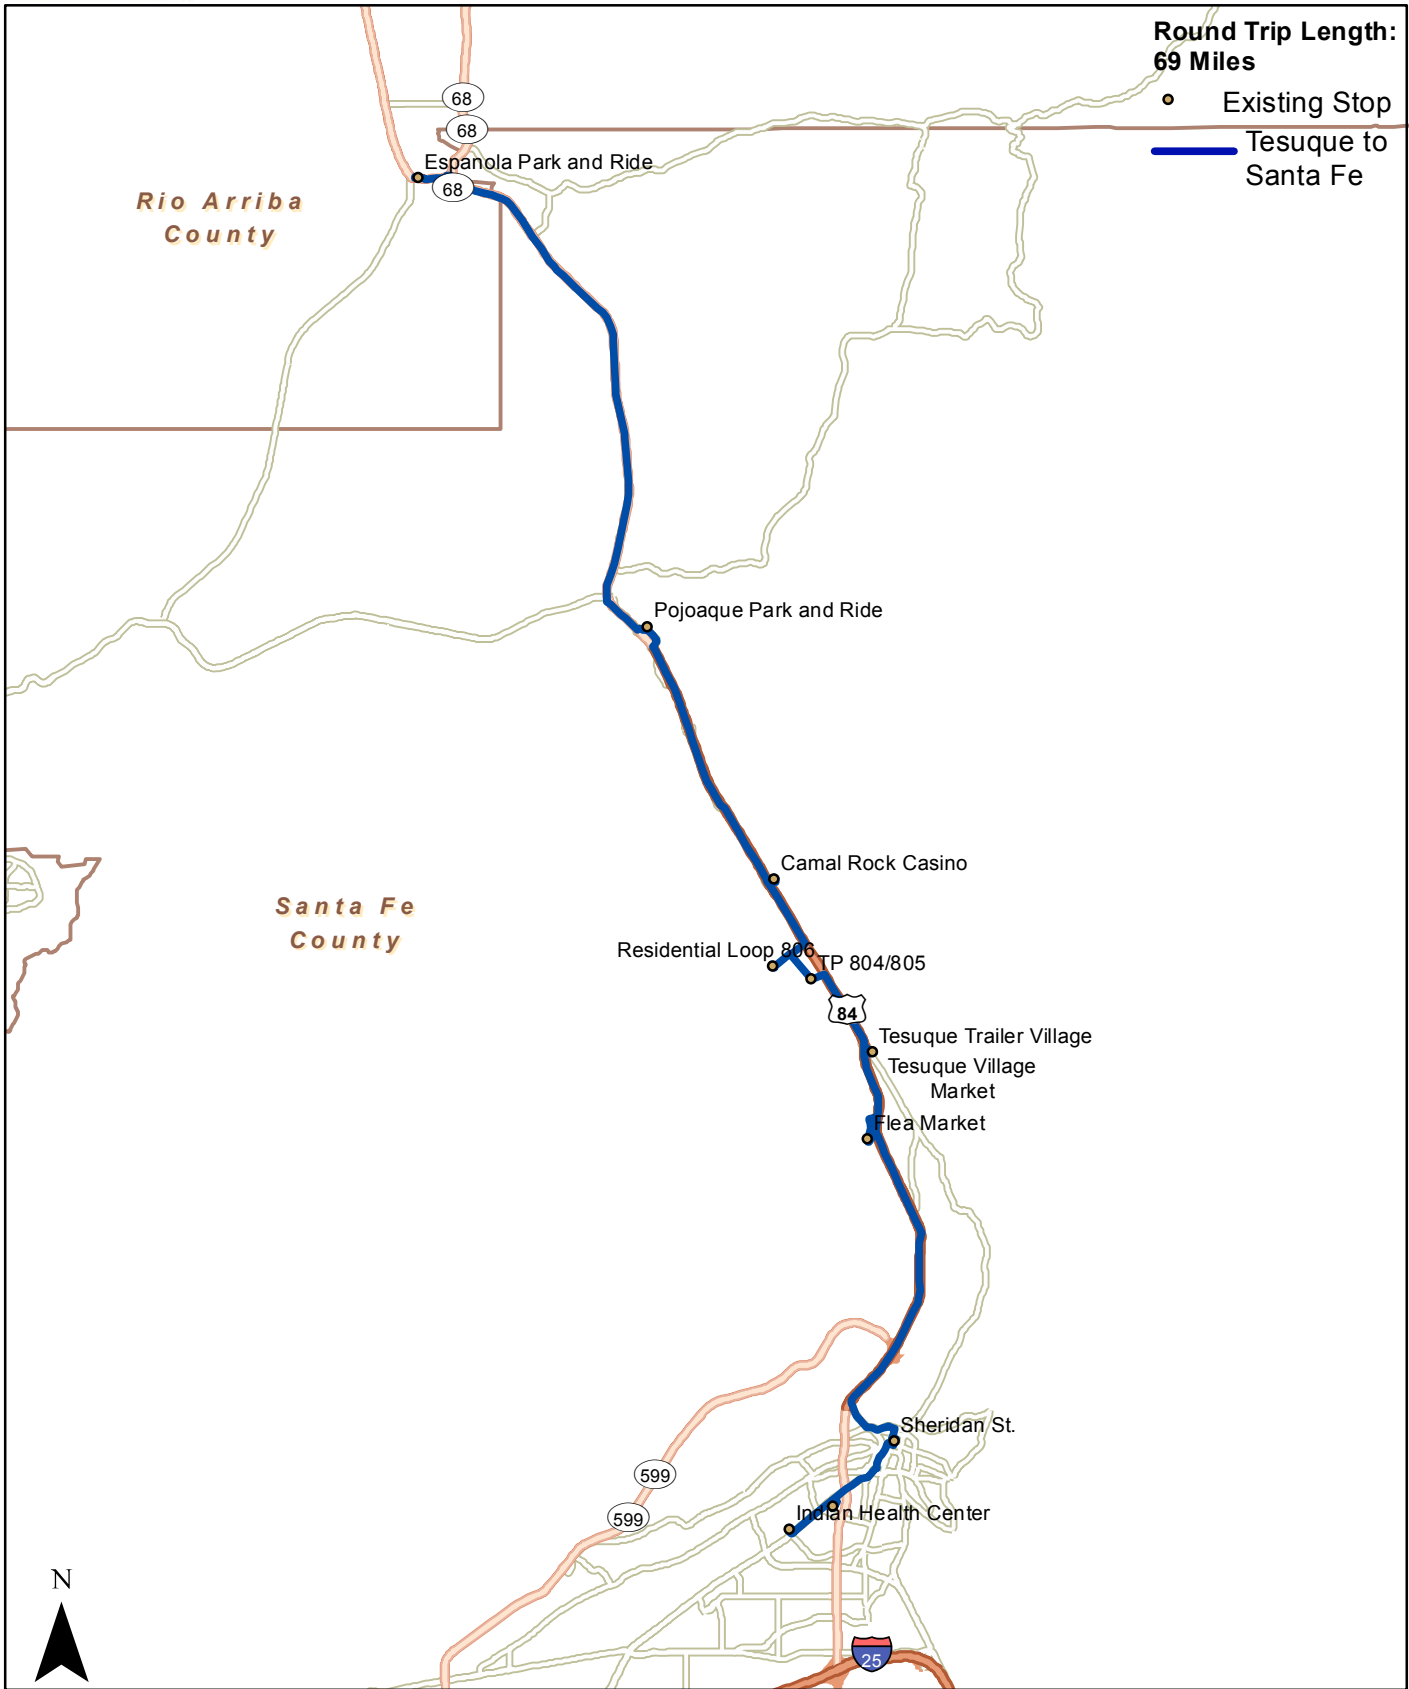 Round Trip Length:
69 Miles
Existing Stop
Tesuque to
Santa Fe
68
68
Espanola Park and Ride
68
Rio Arriba
County
Pojoaque Park and Ride
Camal Rock Casino
Santa Fe
County
Residential Loop 806
TP 804/805
84
Tesuque Trailer Village
Tesuque Village
Market
Flea Market
Sheridan St.
599
599
Indian Health Center
N
25